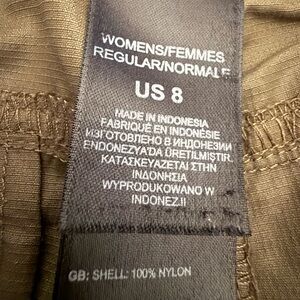 WOMENS/FEMMES
REGULAR/NORMALE
US 8
MADE IN INDONESIA
FABRIQUÉ EN INDONÉSIE
ИЗГОТОВЛЕНО В ИНДОНЕЗИИ
ENDONEZYA'DA ÜRETILMIŞTIR.
ΚΑΤΑΣΚΕΥΑΖΕΤΑΙ ΣΤΗΝ
ΙΝΔΟΝΗΣΙΑ
WYPRODUKOWANO W
INDONEZJI
GB: SHELL: 100% NYLON